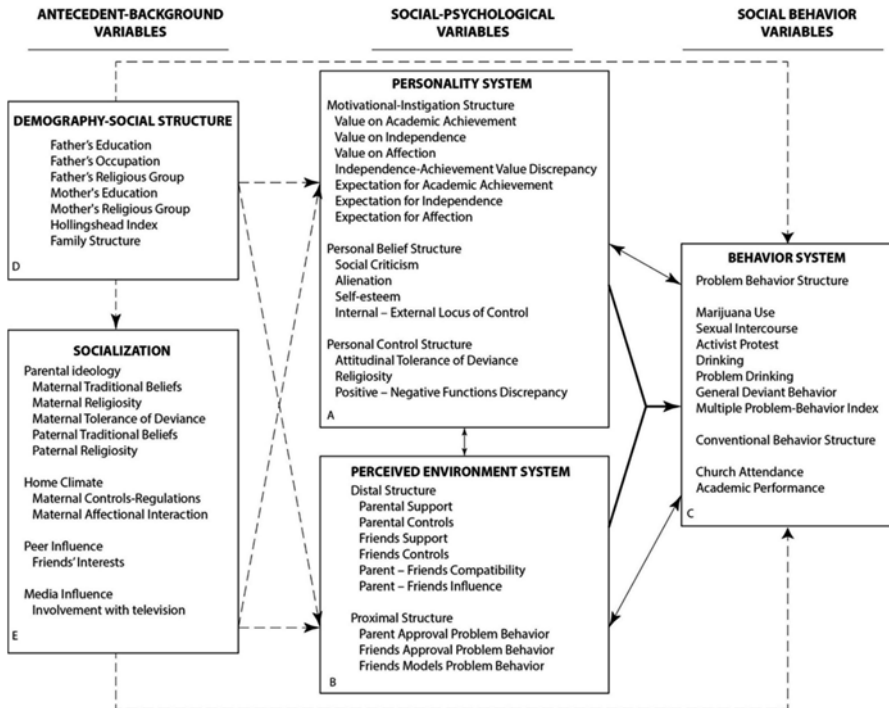 ANTECEDENT-BACKGROUND
VARIABLES
SOCIAL-PSYCHOLOGICAL
VARIABLES
SOCIAL BEHAVIOR
VARIABLES
DEMOGRAPHY-SOCIAL STRUCTURE
Father's Education
Father's Occupation
Father's Religious Group
Mother's Education
Mother's Religious Group
Hollingshead Index
Family Structure
D
SOCIALIZATION
Parental ideology
Maternal Traditional Beliefs
Maternal Religiosity
Maternal Tolerance of Deviance
Paternal Traditional Beliefs
Paternal Religiosity
Home Climate
Maternal Controls-Regulations
Maternal Affectional Interaction
Peer Influence
Friends' Interests
Media Influence
Involvement with television
E
PERSONALITY SYSTEM
Motivational-Instigation Structure
Value on Academic Achievement
Value on Independence
Value on Affection
Independence-Achievement Value Discrepancy
Expectation for Academic Achievement
Expectation for Independence
Expectation for Affection
Personal Belief Structure
Social Criticism
Alienation
Self-esteem
Internal – External Locus of Control
Personal Control Structure
Attitudinal Tolerance of Deviance
Religiosity
Positive – Negative Functions Discrepancy
A
PERCEIVED ENVIRONMENT SYSTEM
Distal Structure
Parental Support
Parental Controls
Friends Support
Friends Controls
Parent – Friends Compatibility
Parent – Friends Influence
Proximal Structure
Parent Approval Problem Behavior
Friends Approval Problem Behavior
Friends Models Problem Behavior
B
BEHAVIOR SYSTEM
Problem Behavior Structure
Marijuana Use
Sexual Intercourse
Activist Protest
Drinking
Problem Drinking
General Deviant Behavior
Multiple Problem-Behavior Index
Conventional Behavior Structure
Church Attendance
Academic Performance
C